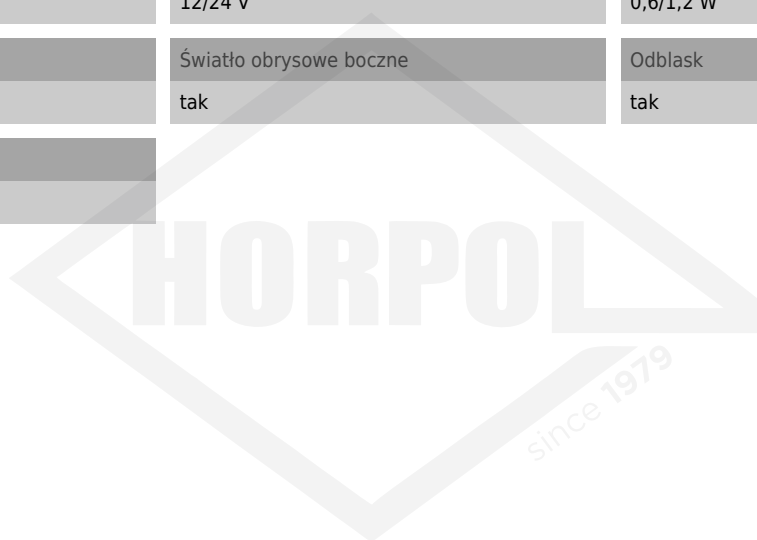 12/24 V 0,6/1,2 W
Światło obrysowe boczne Odblask
tak tak
HORPOL
since 1979